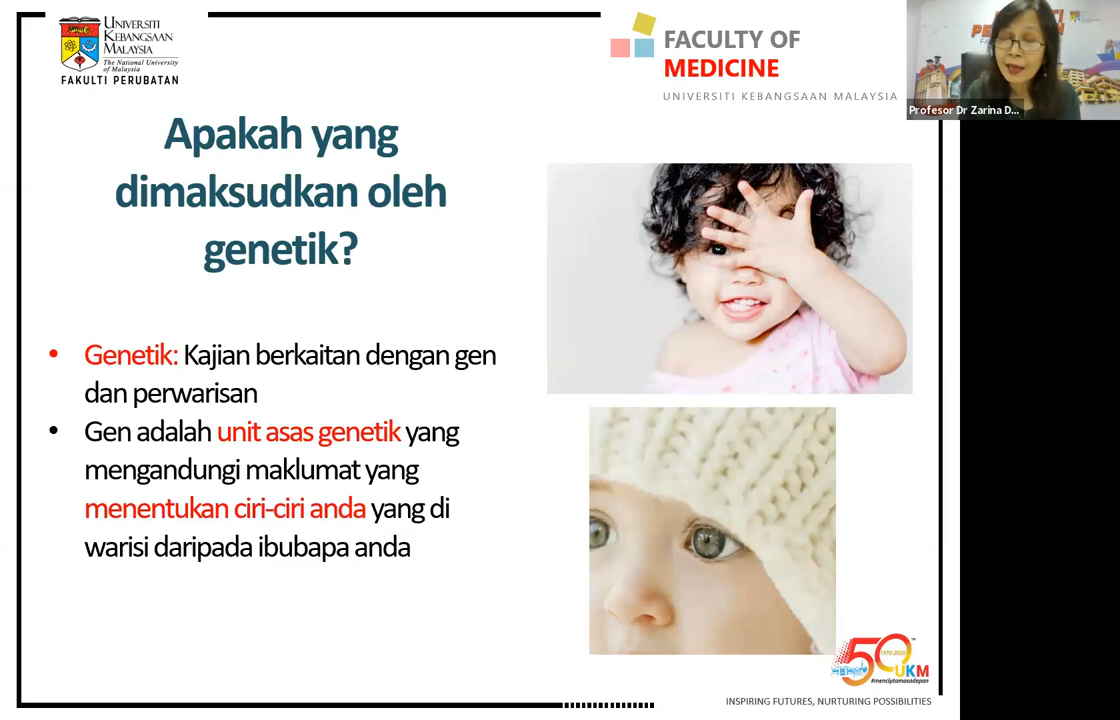 UNIVERSITI
KEBANGSAAN
MALAYSIA
The National University
of Malaysia
FAKULTI PERUBATAN
FACULTY OF
MEDICINE
UNIVERSITI KEBANGSAAN MALAYSIA
Profesor Dr Zarina D...
Apakah yang
dimaksudkan oleh
genetik?
• Genetik: Kajian berkaitan dengan gen
dan perwarisan
• Gen adalah unit asas genetik yang
mengandungi maklumat yang
menentukan ciri-ciri anda yang di
warisi daripada ibubapa anda
50
1970-2020
UKM
#menciptamasadepan
INSPIRING FUTURES, NURTURING POSSIBILITIES